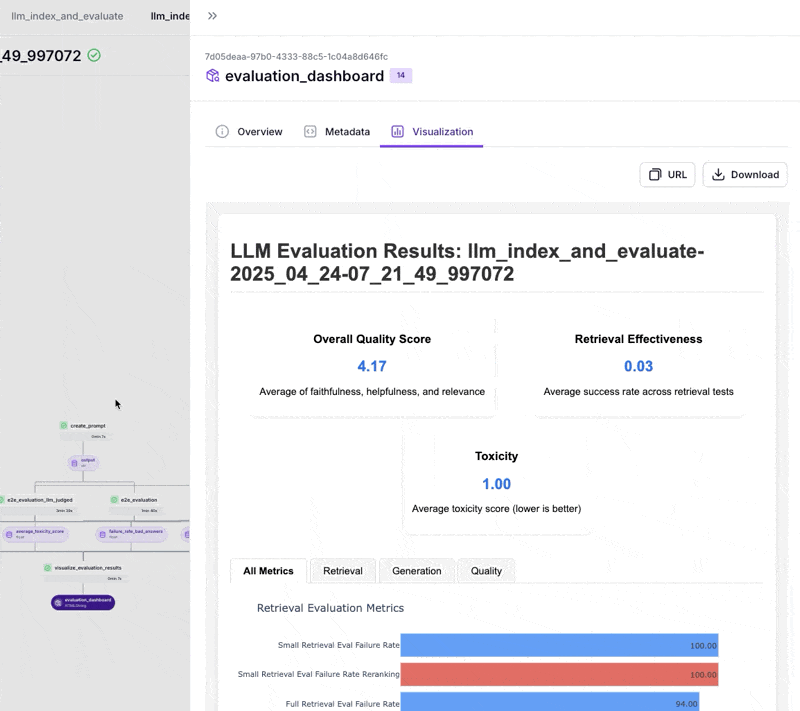 llm_index_and_evaluate
llm_inde
_49_997072
7d05deaa-97b0-4333-88c5-1c04a8d646fc
evaluation_dashboard 14
Overview Metadata Visualization
URL Download
LLM Evaluation Results: llm_index_and_evaluate-
2025_04_24-07_21_49_997072
Overall Quality Score
4.17
Average of faithfulness, helpfulness, and relevance
Retrieval Effectiveness
0.03
Average success rate across retrieval tests
Toxicity
1.00
Average toxicity score (lower is better)
All Metrics Retrieval Generation Quality
Retrieval Evaluation Metrics
Small Retrieval Eval Failure Rate 100.00
Small Retrieval Eval Failure Rate Reranking 100.00
Full Retrieval Eval Failure Rate 94.00
create_prompt
output
e2e_evaluation_llm_judged
e2e_evaluation
average_toxicity_score
failure_rate_bad_answers
visualize_evaluation_results
evaluation_dashboard